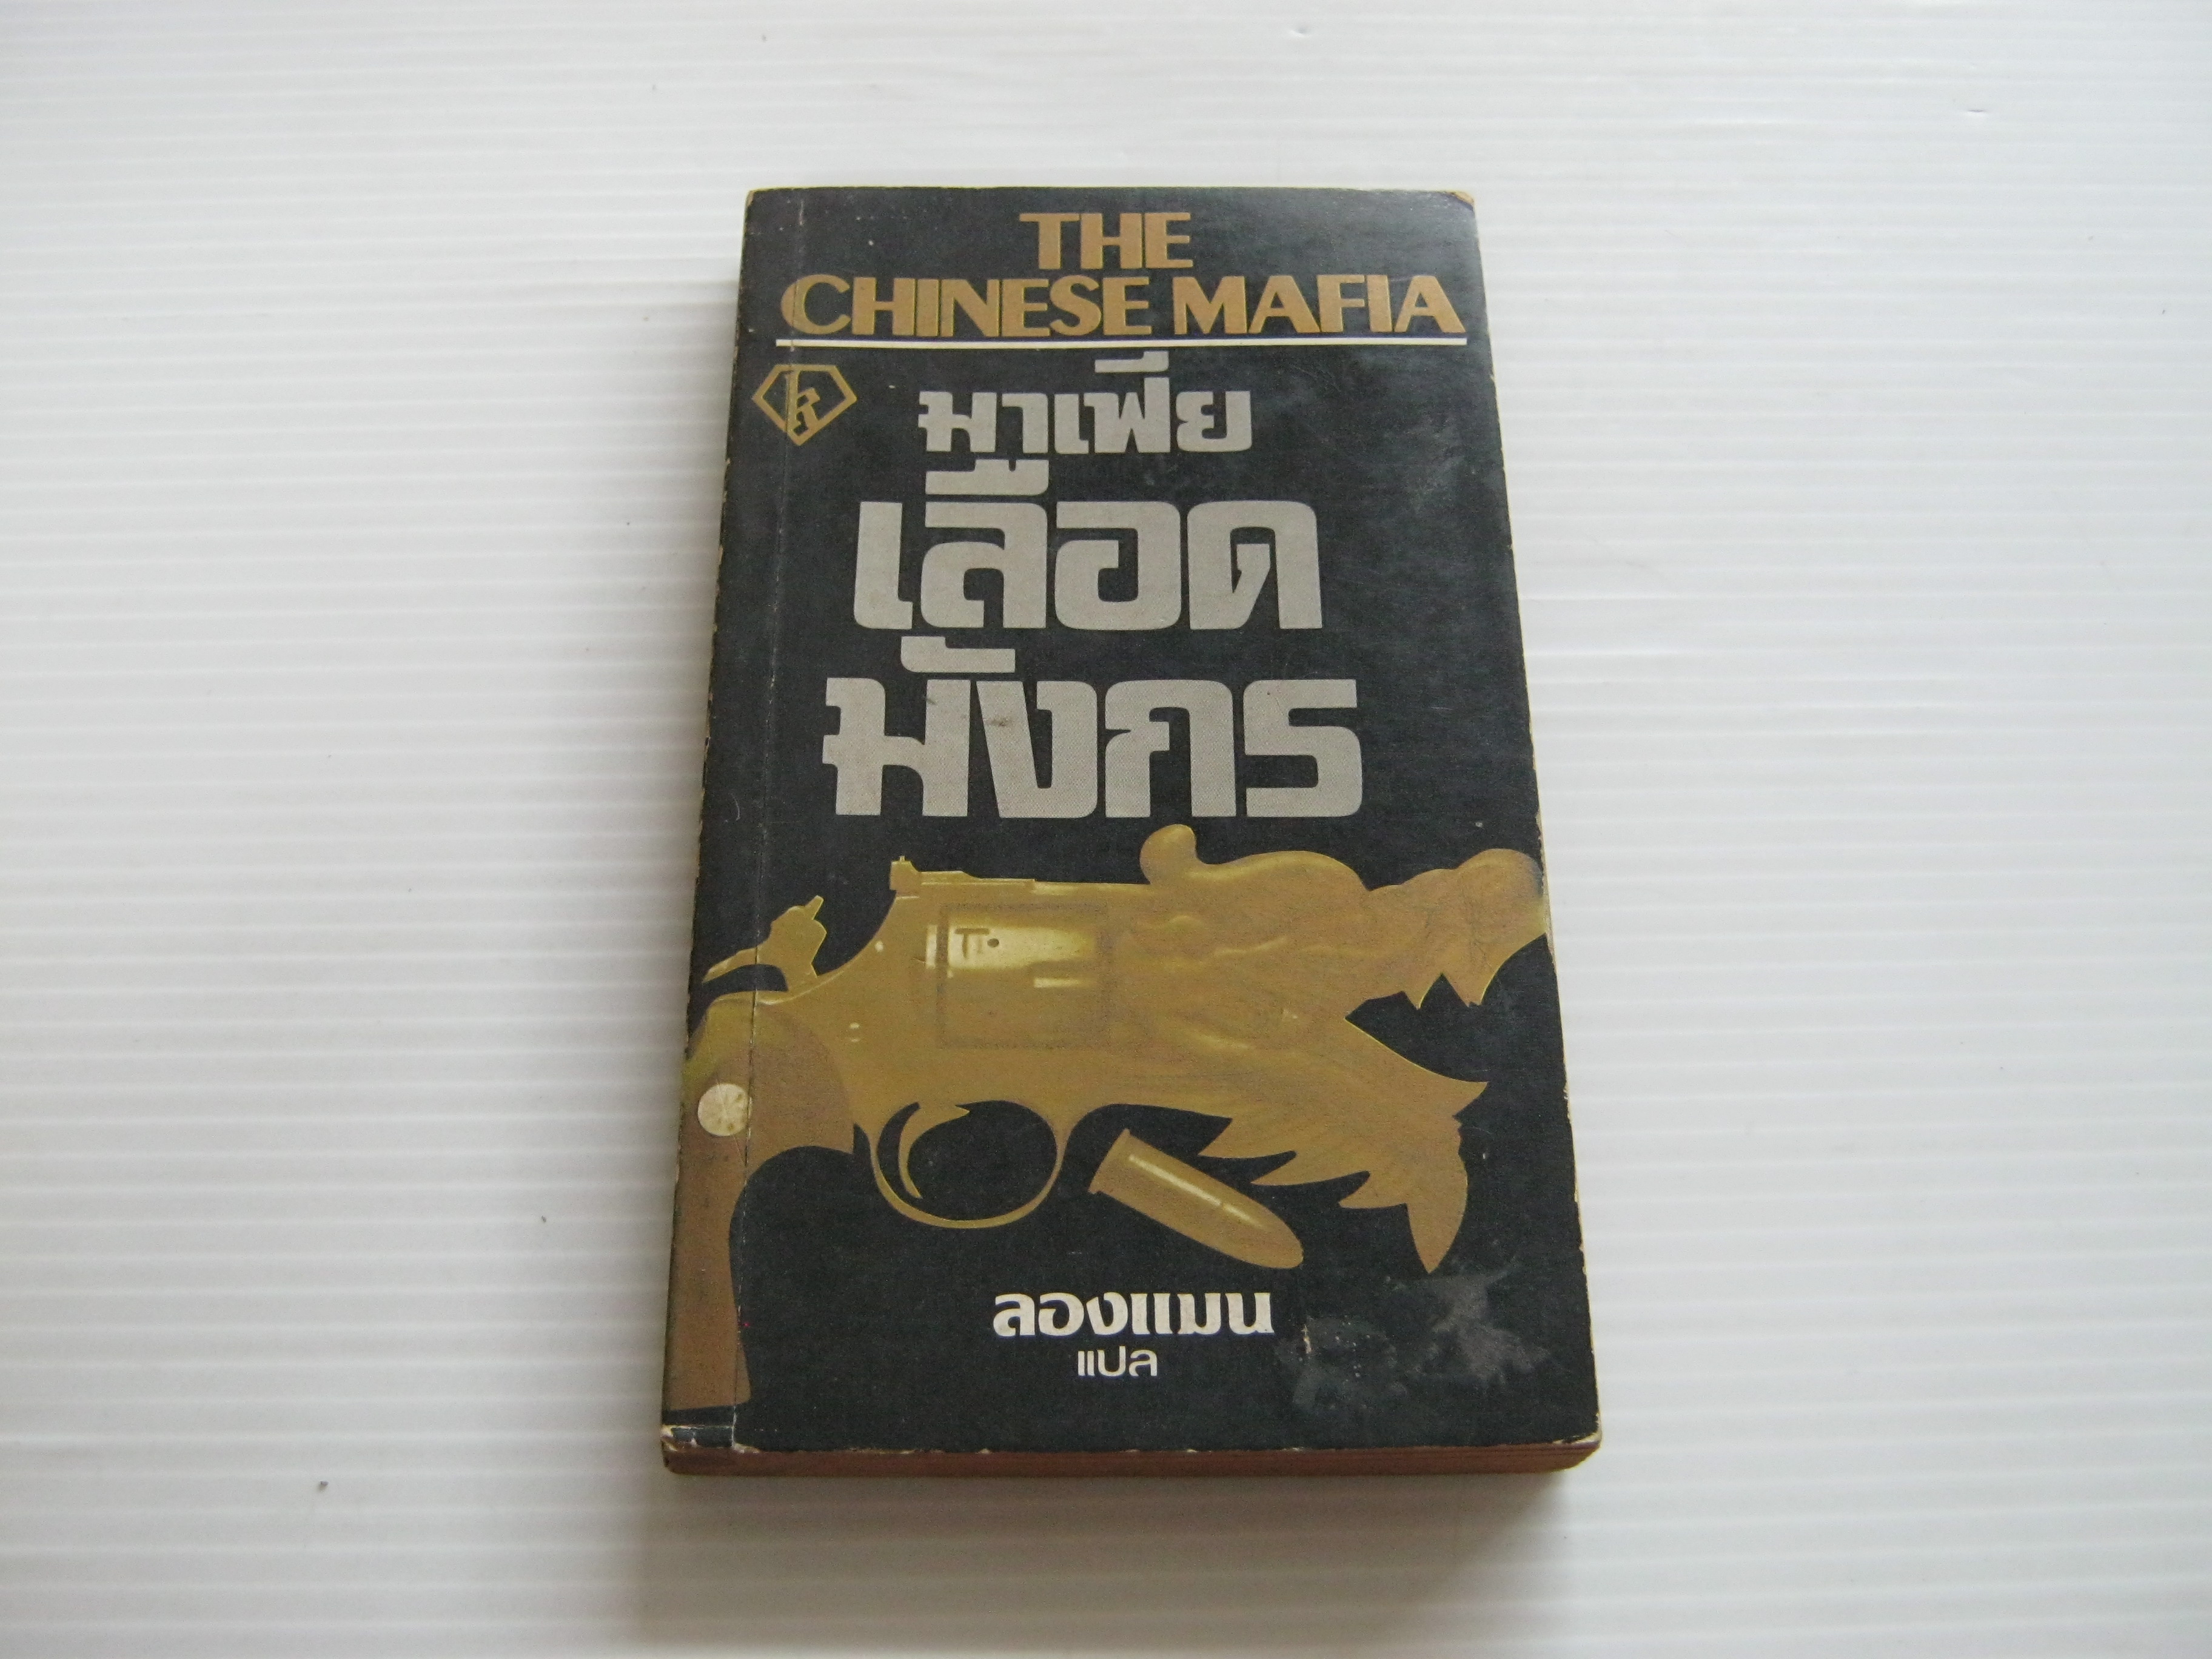 THE
CHINESE MAFIA
k
มาเฟีย
เลือด
มังกร
ลองแมน
แปล